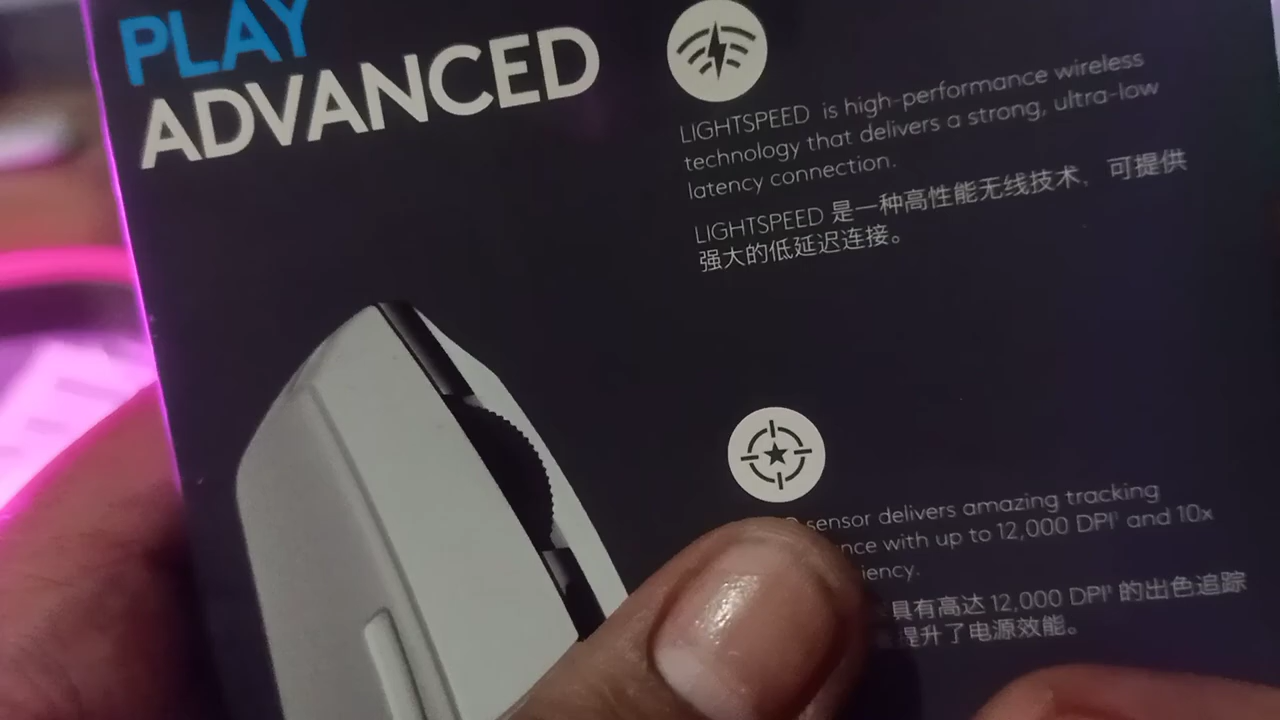 PLAY
ADVANCED
LIGHTSPEED is high-performance wireless
technology that delivers a strong, ultra-low
latency connection.
LIGHTSPEED 是一种高性能无线技术，可提供
强大的低延迟连接。
sensor delivers amazing tracking
with up to 12,000 DPI¹ and 10x
具有高达 12,000 DPI¹ 的出色追踪
提升了电源效能。